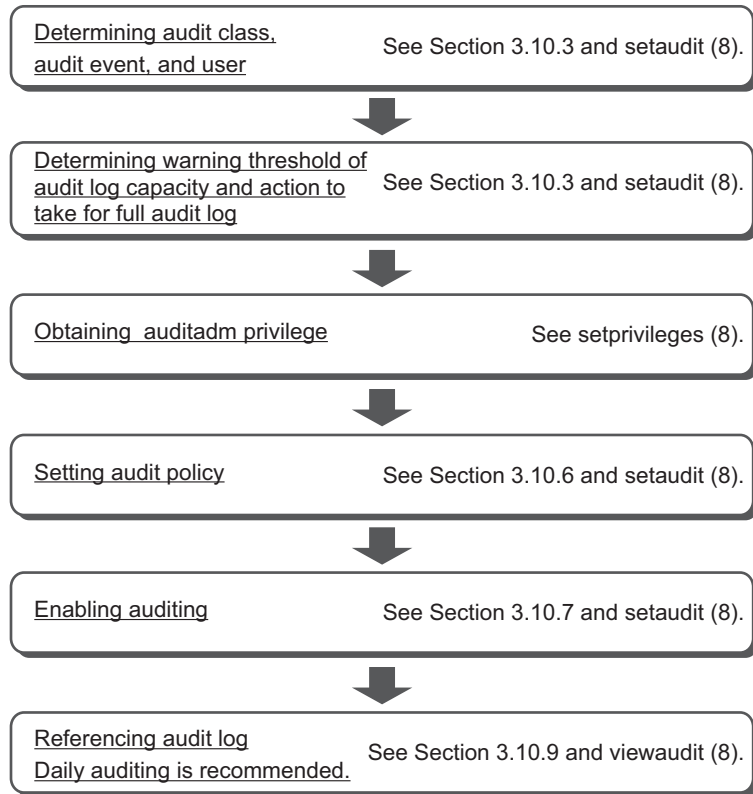 Determining audit class,
audit event, and user
See Section 3.10.3 and setaudit (8).
Determining warning threshold of
audit log capacity and action to
take for full audit log
See Section 3.10.3 and setaudit (8).
Obtaining auditadm privilege
See setprivileges (8).
Setting audit policy
See Section 3.10.6 and setaudit (8).
Enabling auditing
See Section 3.10.7 and setaudit (8).
Referencing audit log
Daily auditing is recommended.
See Section 3.10.9 and viewaudit (8).